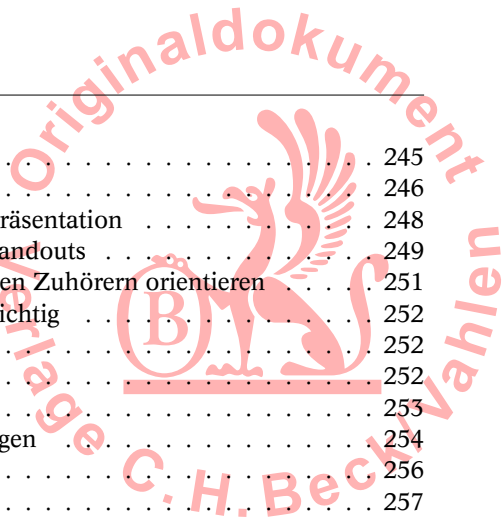 Originaldokument
. . . . . . . . . . . . . . . . . . 245
. . . . . . . . . . . . . . . . . . 246
räsentation . . . . . . . . . . . 248
andouts . . . . . . . . . . . . 249
en Zuhörern orientieren . . . . . 251
ichtig . . . . . . . . . . . . . . 252
. . . . . . . . . . . . . . . . . . 252
. . . . . . . . . . . . . . . . . . 252
. . . . . . . . . . . . . . . . . . 253
gen . . . . . . . . . . . . . . . 254
. . . . . . . . . . . . . . . . . . 256
. . . . . . . . . . . . . . . . . . 257
B
Verlage C.H.Beck/Vahlen